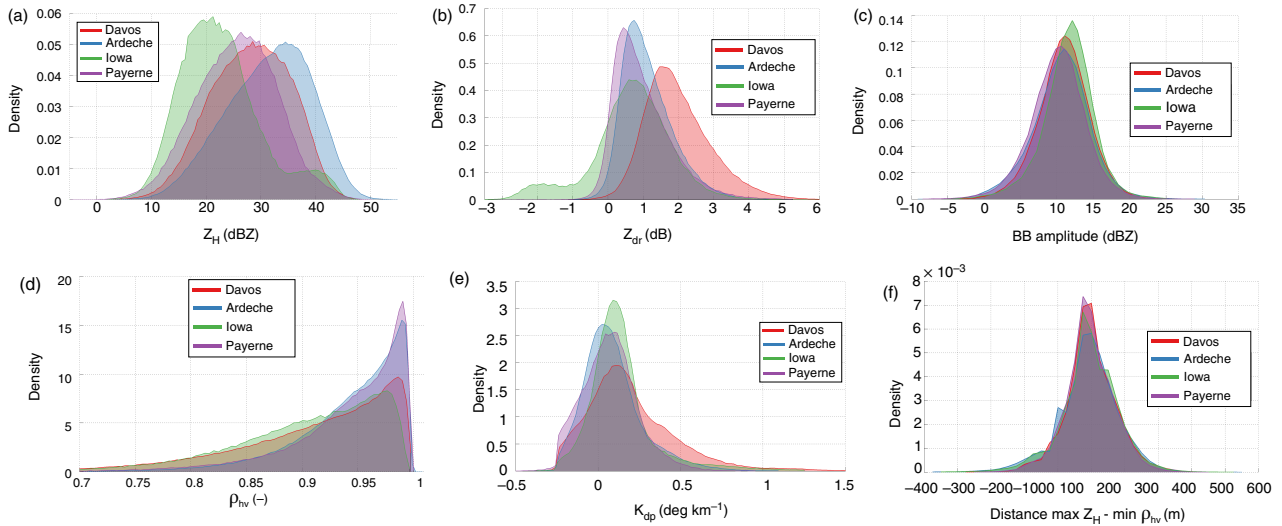 (a)
Density
0.06
0.05
0.04
0.03
0.02
0.01
0
0 10 20 30 40 50
Z_H (dBZ)
Davos
Ardeche
Iowa
Payerne
(b)
Density
0.7
0.6
0.5
0.4
0.3
0.2
0.1
0
−3 −2 −1 0 1 2 3 4 5 6
Z_dr (dB)
Davos
Ardeche
Iowa
Payerne
(c)
Density
0.14
0.12
0.10
0.08
0.06
0.04
0.02
0
−10 −5 0 5 10 15 20 25 30 35
BB amplitude (dBZ)
Davos
Ardeche
Iowa
Payerne
(d)
Density
20
15
10
5
0
0.7 0.75 0.8 0.85 0.9 0.95 1
ρ_hv (–)
Davos
Ardeche
Iowa
Payerne
(e)
Density
3.5
3
2.5
2
1.5
1
0.5
0
−0.5 0 0.5 1 1.5
K_dp (deg km⁻¹)
Davos
Ardeche
Iowa
Payerne
(f)
Density
8 × 10⁻³
7
6
5
4
3
2
1
0
−400 −300 −200 −100 0 100 200 300 400 500 600
Distance max Z_H - min ρ_hv (m)
Davos
Ardeche
Iowa
Payerne